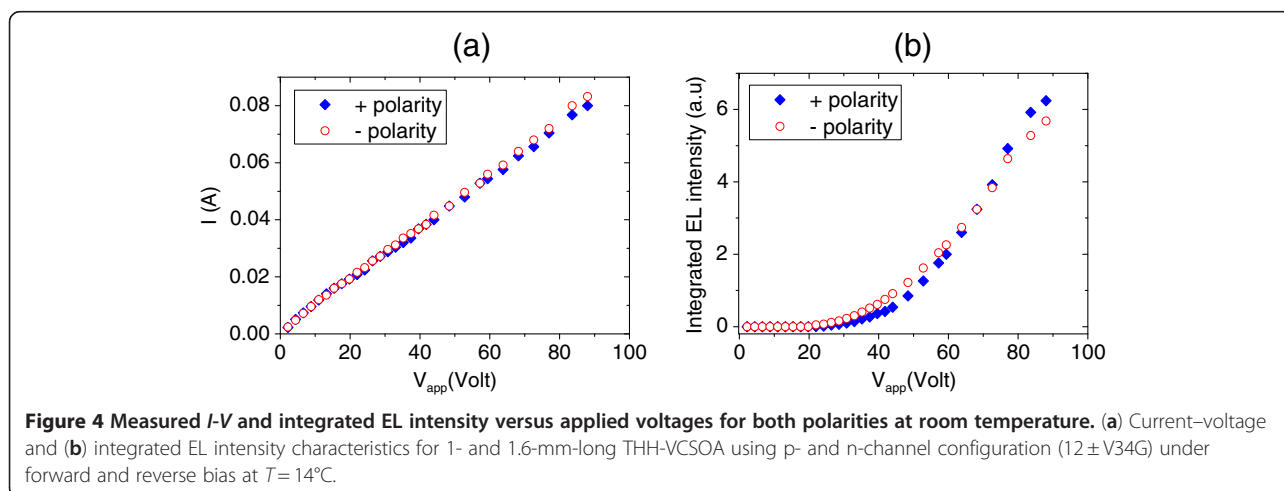 (a)
(b)
+ polarity
- polarity
0.08
0.06
0.04
0.02
0.00
I (A)
0 20 40 60 80 100
V_app(Volt)
+ polarity
- polarity
6
4
2
0
Integrated EL intensity (a.u)
0 20 40 60 80 100
V_app(Volt)
Figure 4 Measured I-V and integrated EL intensity versus applied voltages for both polarities at room temperature. (a) Current–voltage
and (b) integrated EL intensity characteristics for 1- and 1.6-mm-long THH-VCSOA using p- and n-channel configuration (12 ± V34G) under
forward and reverse bias at T = 14°C.